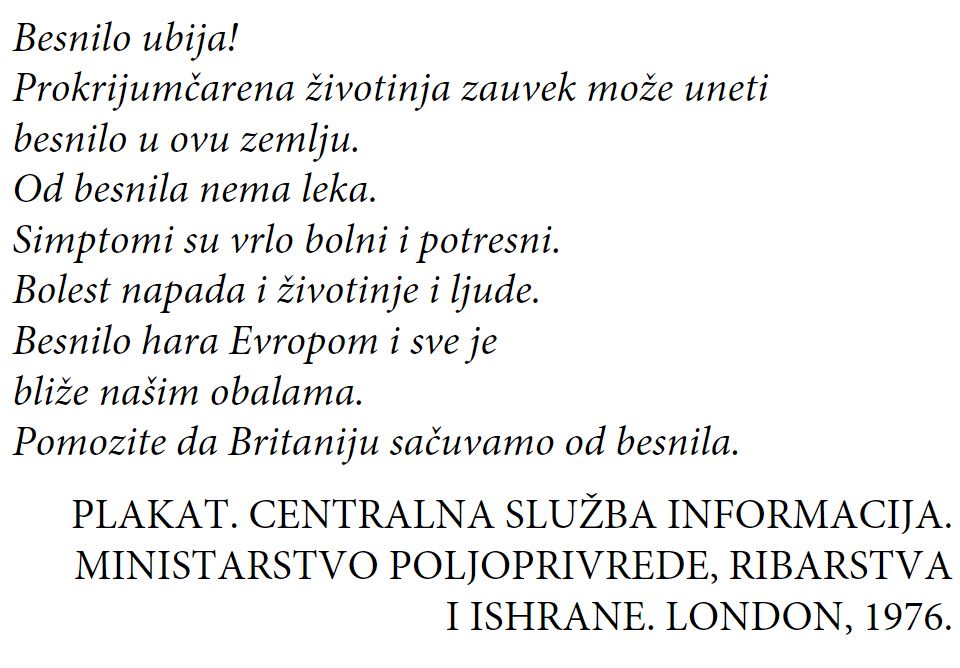 Besnilo ubija!
Prokrijumčarena životinja zauvek može uneti
besnilo u ovu zemlju.
Od besnila nema leka.
Simptomi su vrlo bolni i potresni.
Bolest napada i životinje i ljude.
Besnilo hara Evropom i sve je
bliže našim obalama.
Pomozite da Britaniju sačuvamo od besnila.
PLAKAT. CENTRALNA SLUŽBA INFORMACIJA.
MINISTARSTVO POLJOPRIVREDE, RIBARSTVA
I ISHRANE. LONDON, 1976.